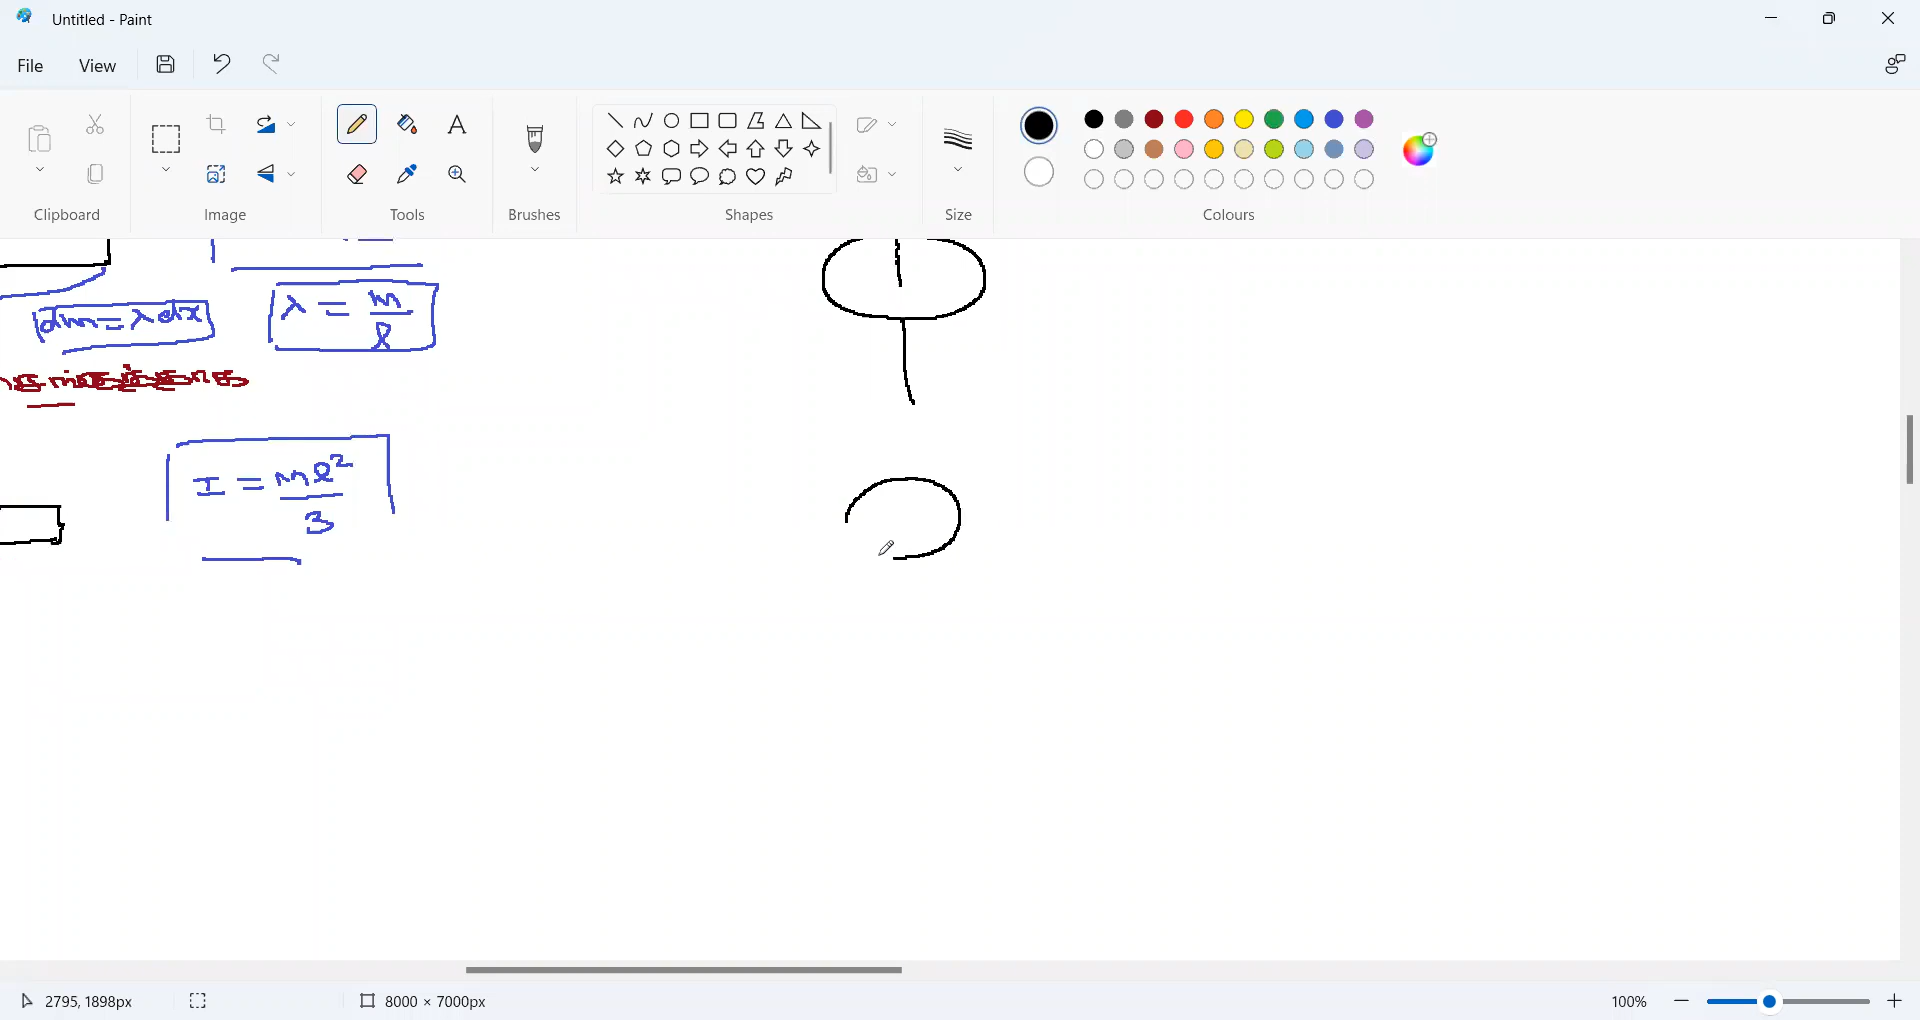 Untitled - Paint
File View
Clipboard Image Tools Brushes Shapes Size Colours
dm = λ dx
λ = m/l
I = ml²/3
2795, 1898px 8000 × 7000px 100%